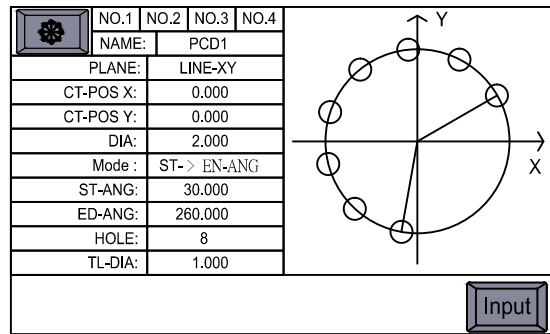 NO.1 NO.2 NO.3 NO.4
NAME: PCD1
PLANE: LINE-XY
CT-POS X: 0.000
CT-POS Y: 0.000
DIA: 2.000
Mode : ST-> EN-ANG
ST-ANG: 30.000
ED-ANG: 260.000
HOLE: 8
TL-DIA: 1.000
Y
X
Input